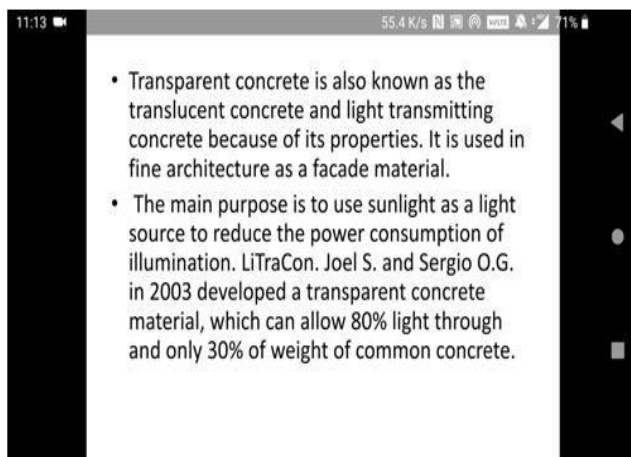 11:13
55.4 K/s
71%
• Transparent concrete is also known as the
translucent concrete and light transmitting
concrete because of its properties. It is used in
fine architecture as a facade material.
• The main purpose is to use sunlight as a light
source to reduce the power consumption of
illumination. LiTraCon. Joel S. and Sergio O.G.
in 2003 developed a transparent concrete
material, which can allow 80% light through
and only 30% of weight of common concrete.